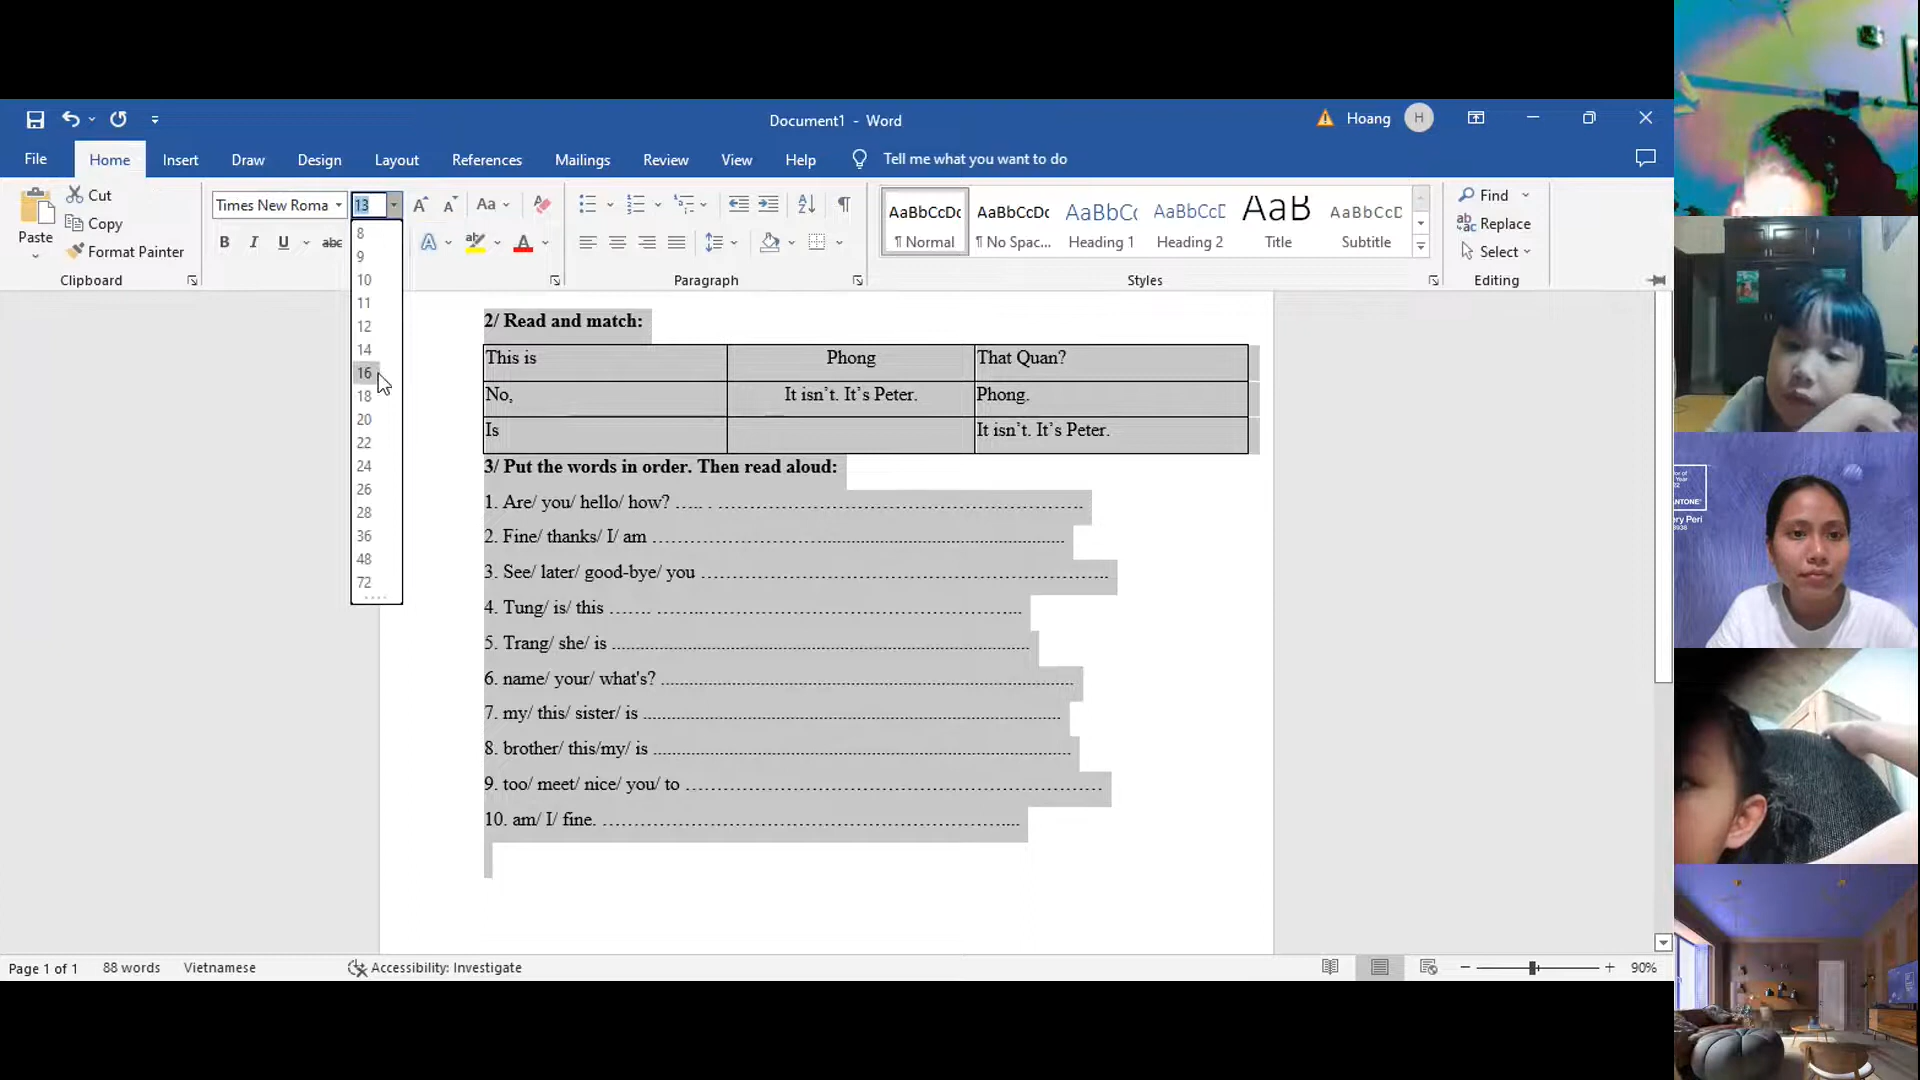 Document1 - Word
Hoang
H
File Home Insert Draw Design Layout References Mailings Review View Help Tell me what you want to do
Paste
Cut
Copy
Format Painter
Clipboard
Times New Roma
13
Aa
B I U abc
A
8
9
10
11
12
14
16
18
20
22
24
26
28
36
48
72
Paragraph
AaBbCcDc
¶ Normal
AaBbCcDc
¶ No Spac...
AaBbCc
Heading 1
AaBbCcD
Heading 2
AaB
Title
AaBbCcD
Subtitle
Styles
Find
Replace
Select
Editing
2/ Read and match:
This is Phong That Quan?
No, It isn’t. It’s Peter. Phong.
Is It isn’t. It’s Peter.
3/ Put the words in order. Then read aloud:
1. Are/ you/ hello/ how? ….. . ……………………………………………………….
2. Fine/ thanks/ I/ am ……………………….............................................
3. See/ later/ good-bye/ you ………………………………………………………..
4. Tung/ is/ this ……. ……..………………………………………………….
5. Trang/ she/ is .......................................................................................
6. name/ your/ what's? ......................................................................................
7. my/ this/ sister/ is .......................................................................................
8. brother/ this/my/ is .......................................................................................
9. too/ meet/ nice/ you/ to …………………………………………………………
10. am/ I/ fine. ………………………………………………………....
Page 1 of 1 88 words Vietnamese Accessibility: Investigate 90%
PANTONE
ery Peri